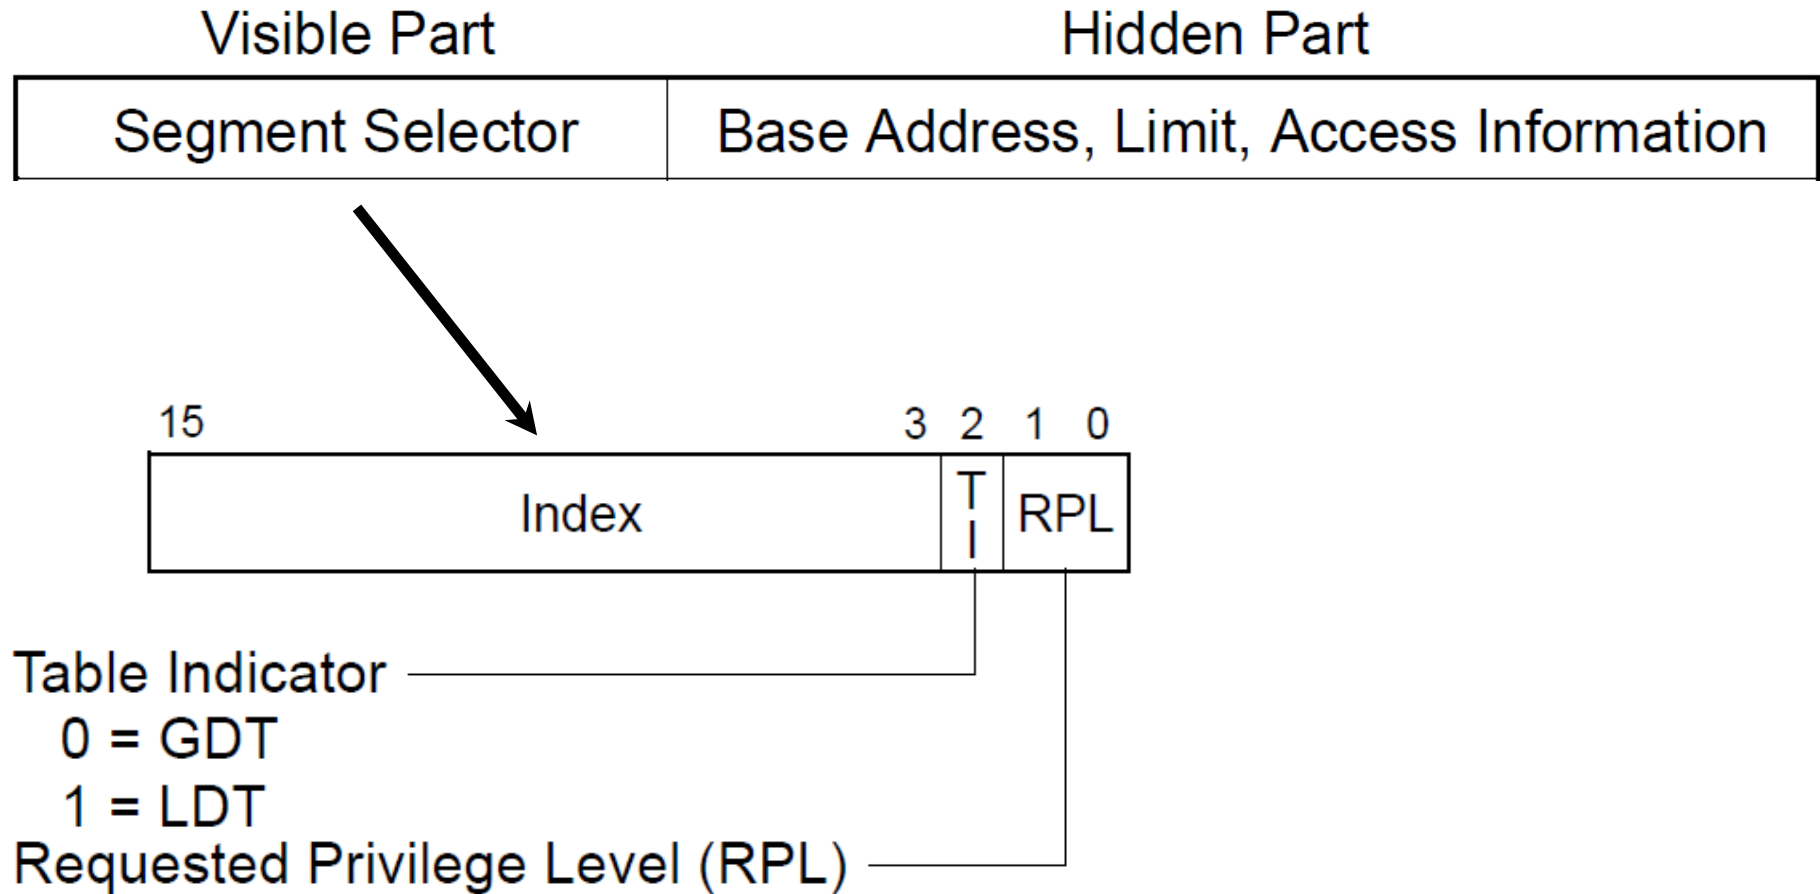 Visible Part Hidden Part
Segment Selector Base Address, Limit, Access Information
15 3 2 1 0
Index TI RPL
Table Indicator
0 = GDT
1 = LDT
Requested Privilege Level (RPL)